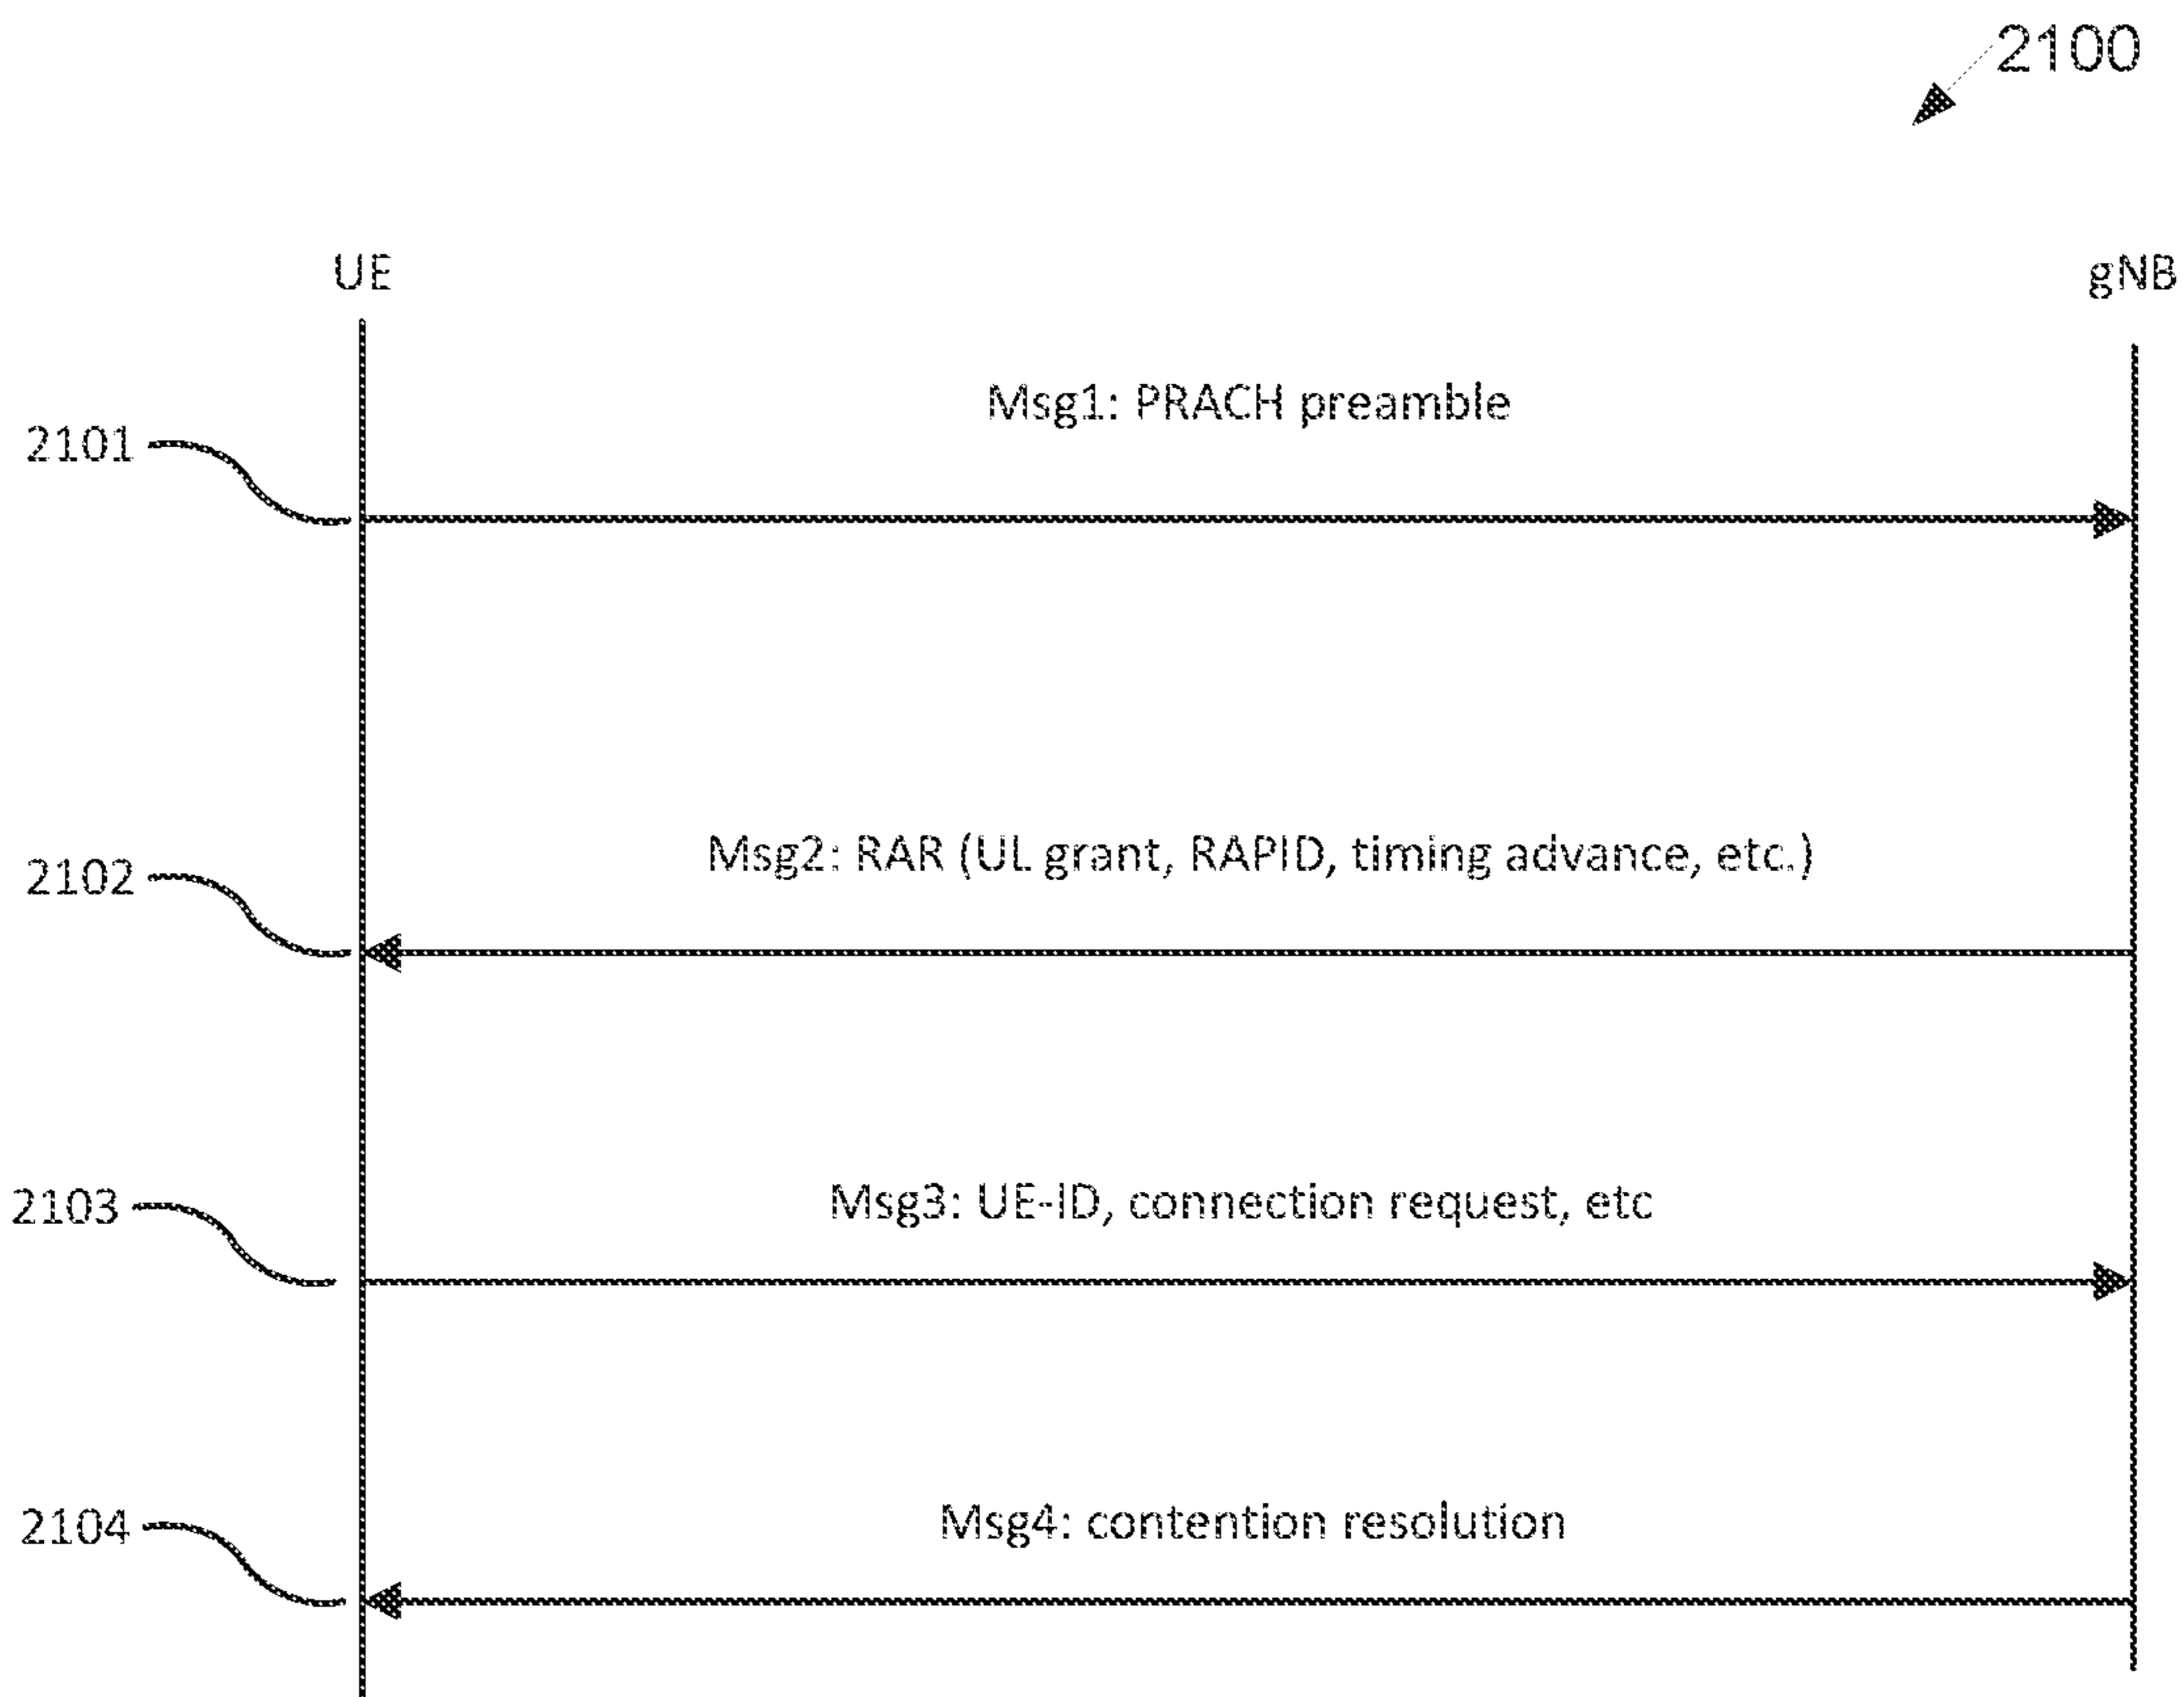 2100
UE
gNB
Msg1: PRACH preamble
2101
Msg2: RAR (UL grant, RAPID, timing advance, etc.)
2102
Msg3: UE-ID, connection request, etc
2103
Msg4: contention resolution
2104